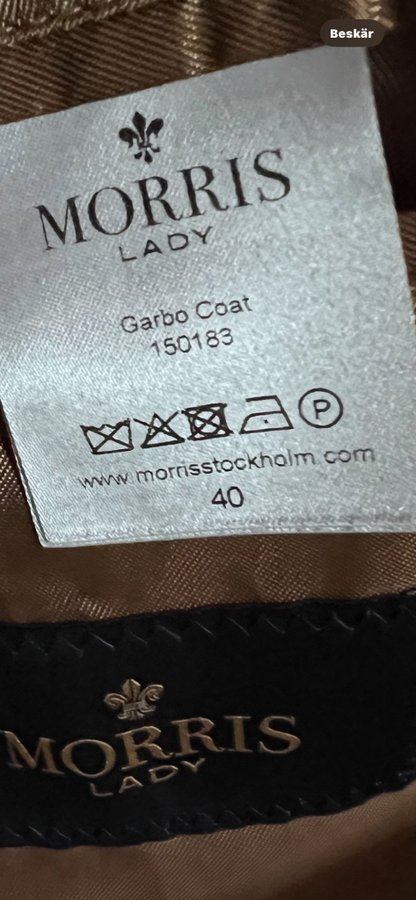 Beskär
MORRIS
LADY
Garbo Coat
150183
P
www.morrisstockholm.com
40
MORRIS
LADY